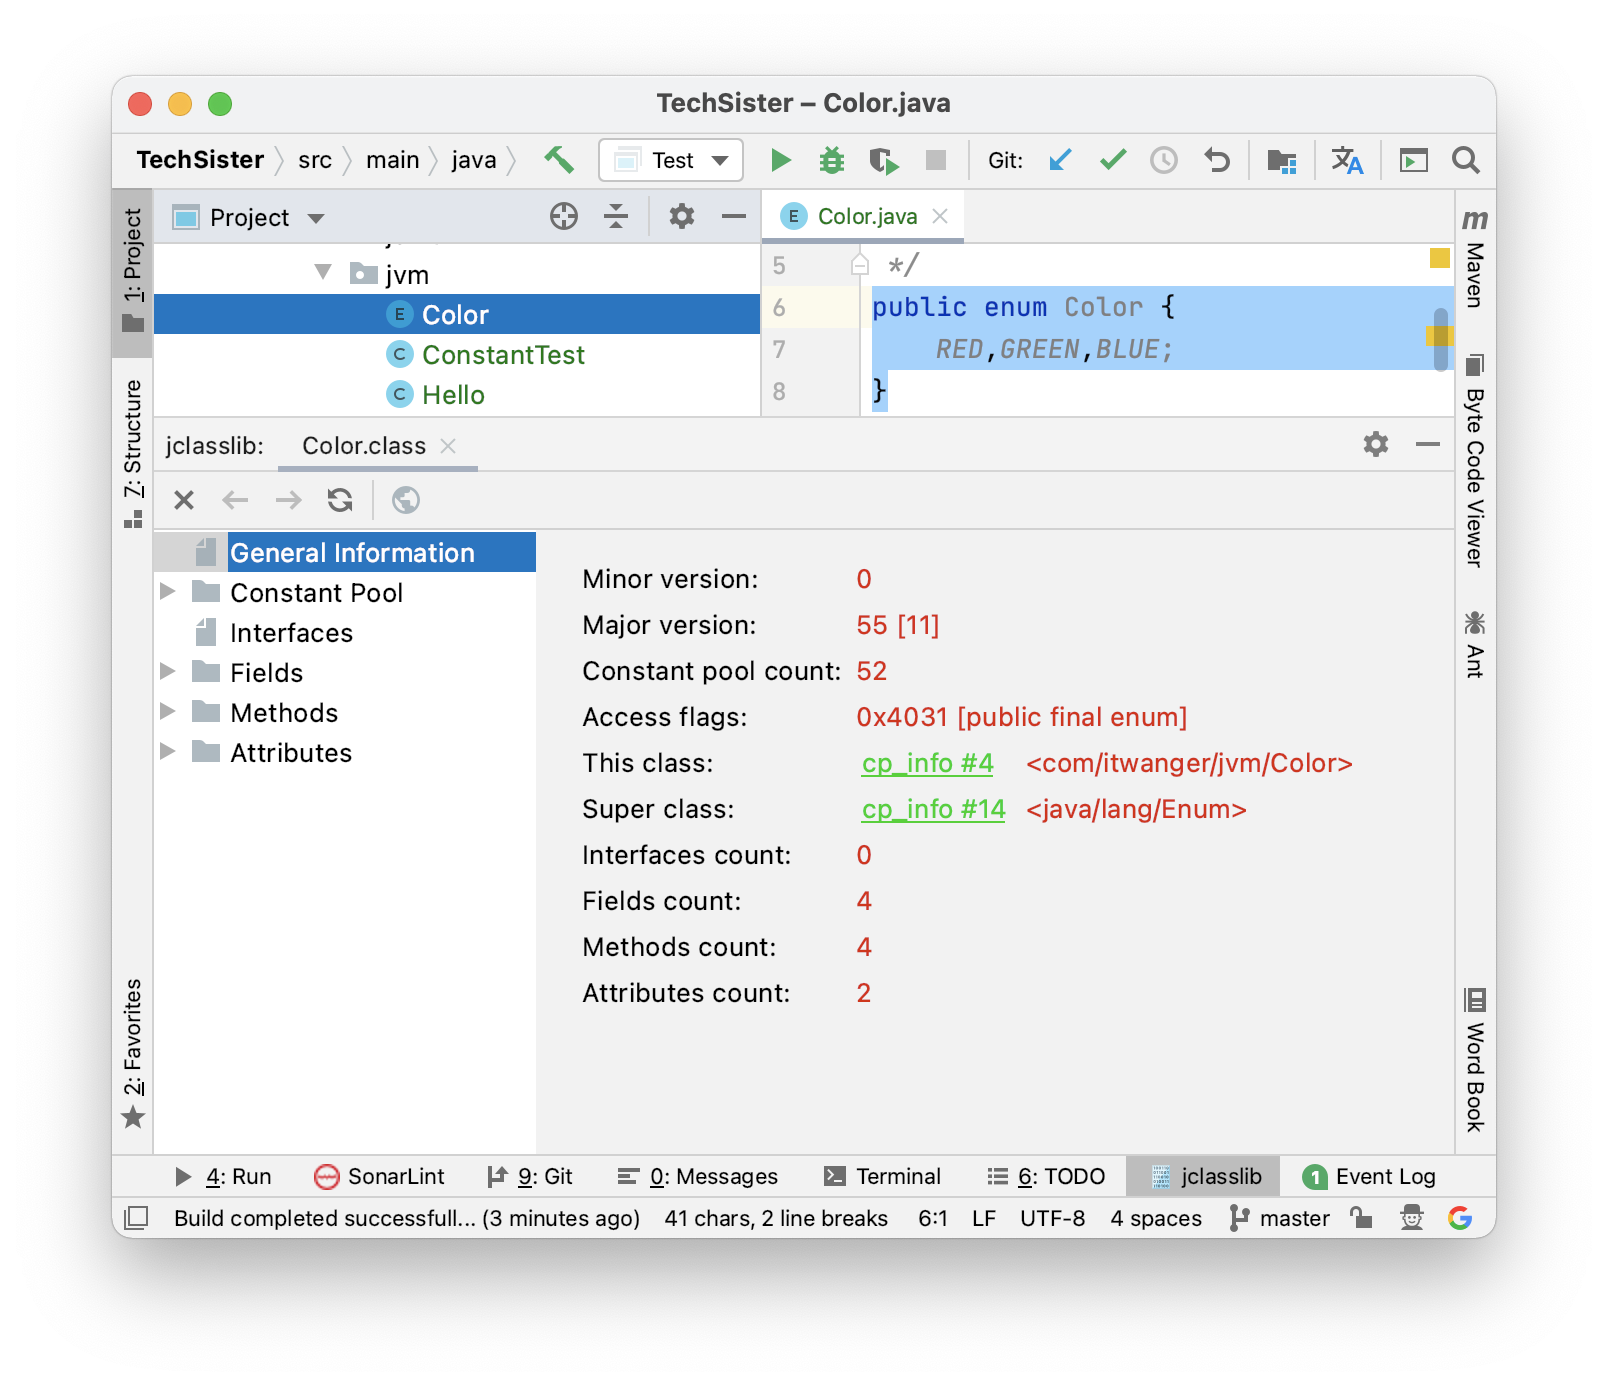 TechSister – Color.java
TechSister src main java Test Git:
Project
Color.java
jvm
Color
ConstantTest
Hello
5 */
6 public enum Color {
7 RED,GREEN,BLUE;
8 }
jclasslib: Color.class
General Information
Constant Pool
Interfaces
Fields
Methods
Attributes
Minor version: 0
Major version: 55 [11]
Constant pool count: 52
Access flags: 0x4031 [public final enum]
This class: cp_info #4 <com/itwanger/jvm/Color>
Super class: cp_info #14 <java/lang/Enum>
Interfaces count: 0
Fields count: 4
Methods count: 4
Attributes count: 2
1: Project
7: Structure
2: Favorites
m Maven
Byte Code Viewer
Ant
Word Book
4: Run SonarLint 9: Git 0: Messages Terminal 6: TODO jclasslib 1 Event Log
Build completed successfull... (3 minutes ago) 41 chars, 2 line breaks 6:1 LF UTF-8 4 spaces master